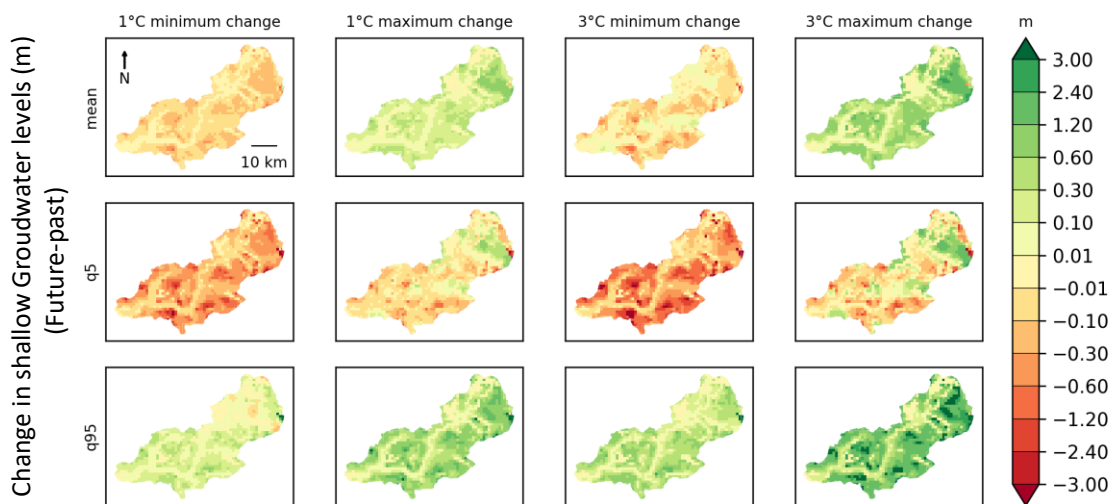 1°C minimum change
1°C maximum change
3°C minimum change
3°C maximum change
m
Change in shallow Groudwater levels (m)
(Future-past)
mean
q5
q95
N
10 km
3.00
2.40
1.20
0.60
0.30
0.10
0.01
−0.01
−0.10
−0.30
−0.60
−1.20
−2.40
−3.00